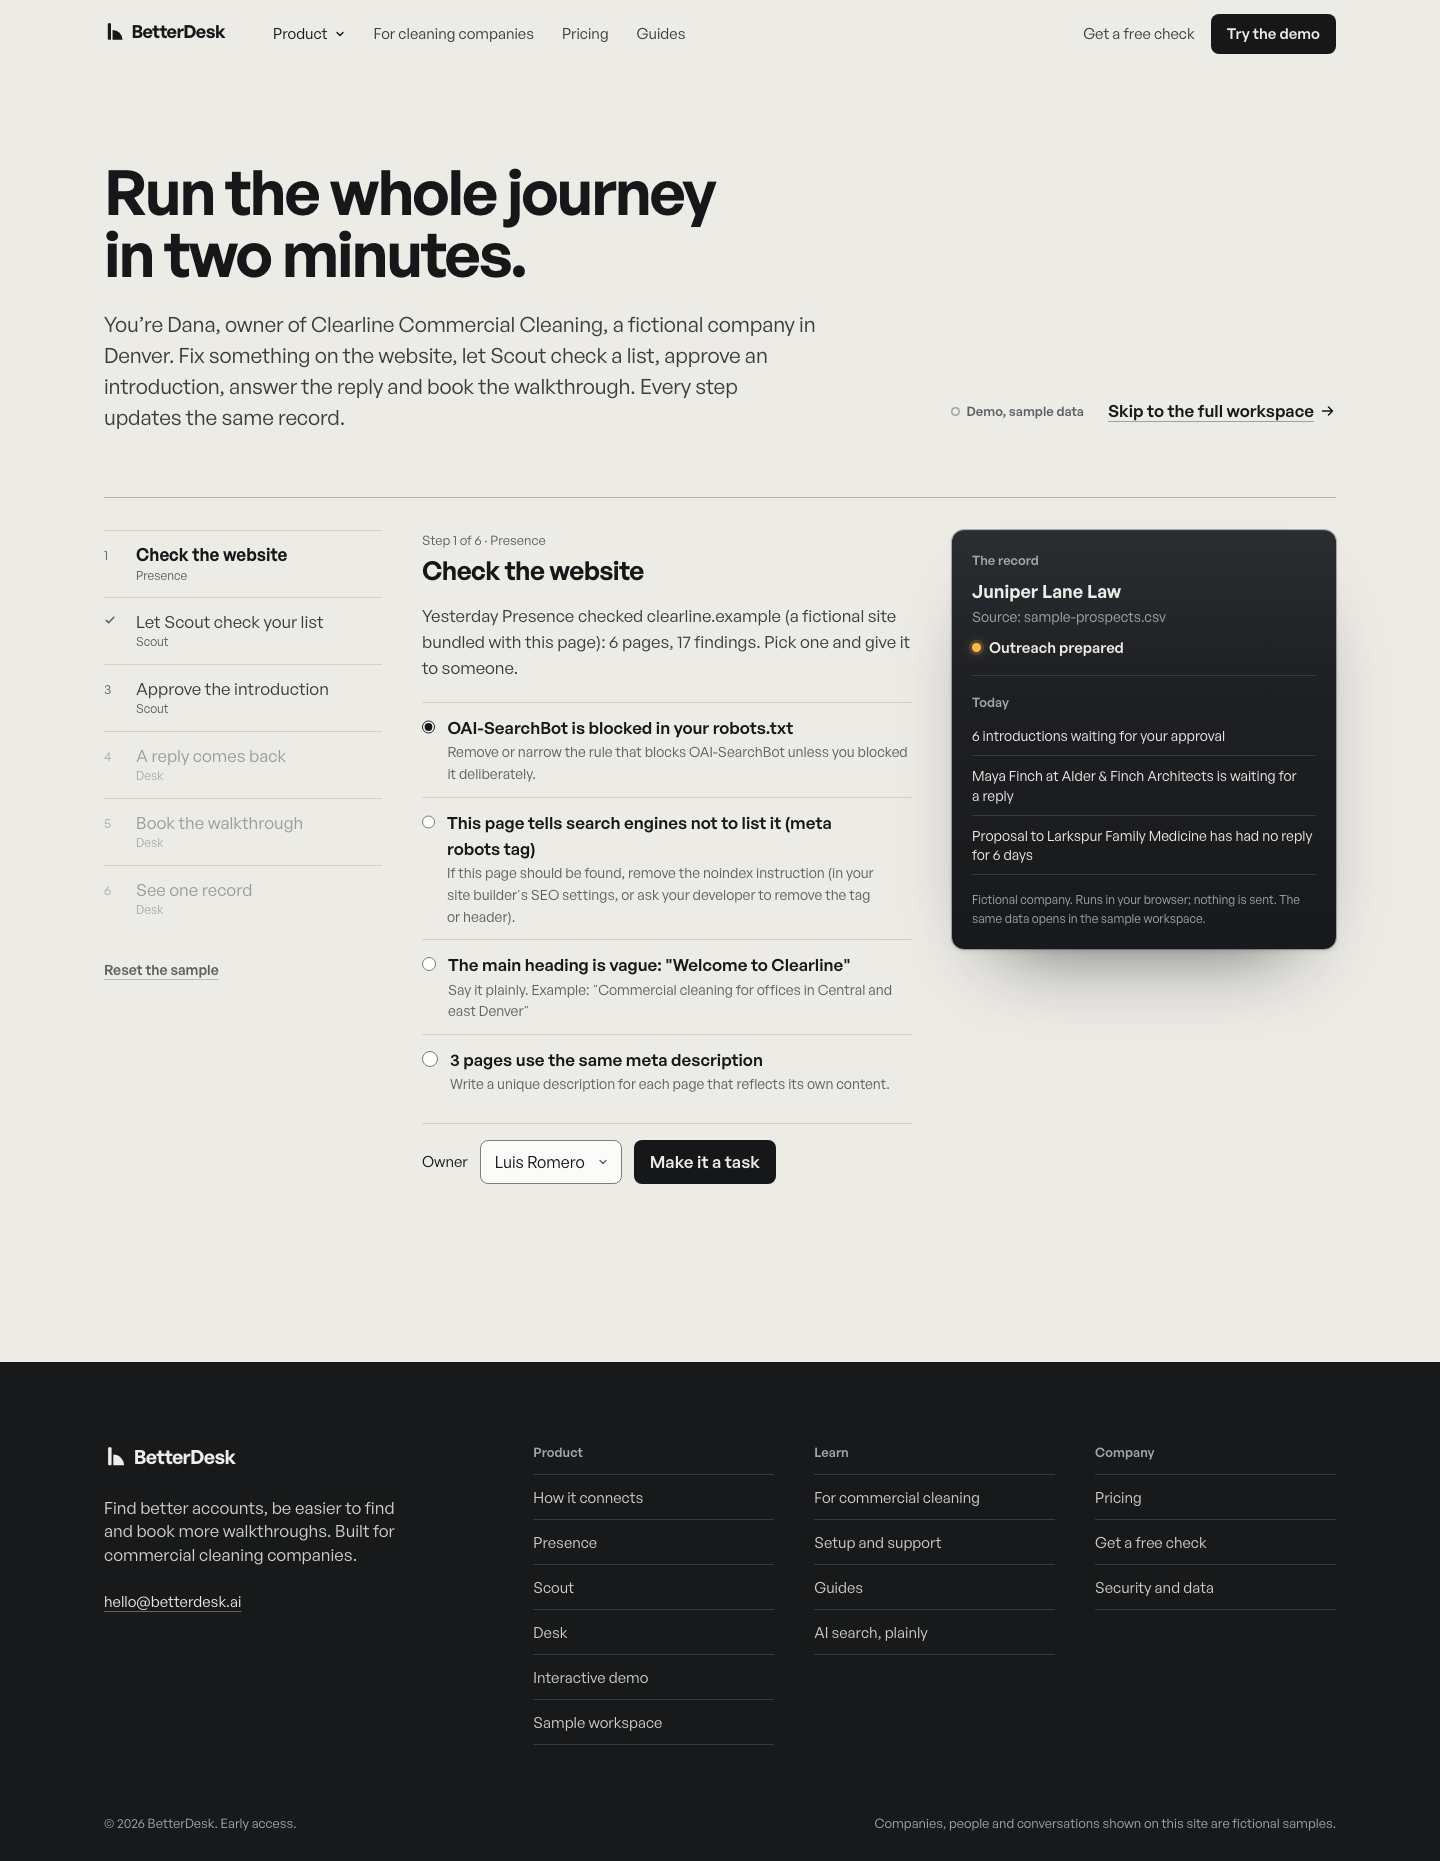 BetterDesk
Product
For cleaning companies
Pricing
Guides
Get a free check
Try the demo
Run the whole journey
in two minutes.
You’re Dana, owner of Clearline Commercial Cleaning, a fictional company in
Denver. Fix something on the website, let Scout check a list, approve an
introduction, answer the reply and book the walkthrough. Every step
updates the same record.
Demo, sample data
Skip to the full workspace →
1
Check the website
Presence
Let Scout check your list
Scout
3
Approve the introduction
Scout
4
A reply comes back
Desk
5
Book the walkthrough
Desk
6
See one record
Desk
Reset the sample
Step 1 of 6 · Presence
Check the website
Yesterday Presence checked clearline.example (a fictional site
bundled with this page): 6 pages, 17 findings. Pick one and give it
to someone.
OAI-SearchBot is blocked in your robots.txt
Remove or narrow the rule that blocks OAI-SearchBot unless you blocked
it deliberately.
This page tells search engines not to list it (meta
robots tag)
If this page should be found, remove the noindex instruction (in your
site builder's SEO settings, or ask your developer to remove the tag
or header).
The main heading is vague: "Welcome to Clearline"
Say it plainly. Example: "Commercial cleaning for offices in Central and
east Denver"
3 pages use the same meta description
Write a unique description for each page that reflects its own content.
Owner
Luis Romero
Make it a task
The record
Juniper Lane Law
Source: sample-prospects.csv
Outreach prepared
Today
6 introductions waiting for your approval
Maya Finch at Alder & Finch Architects is waiting for
a reply
Proposal to Larkspur Family Medicine has had no reply
for 6 days
Fictional company. Runs in your browser; nothing is sent. The
same data opens in the sample workspace.
BetterDesk
Find better accounts, be easier to find
and book more walkthroughs. Built for
commercial cleaning companies.
hello@betterdesk.ai
Product
How it connects
Presence
Scout
Desk
Interactive demo
Sample workspace
Learn
For commercial cleaning
Setup and support
Guides
AI search, plainly
Company
Pricing
Get a free check
Security and data
© 2026 BetterDesk. Early access.
Companies, people and conversations shown on this site are fictional samples.